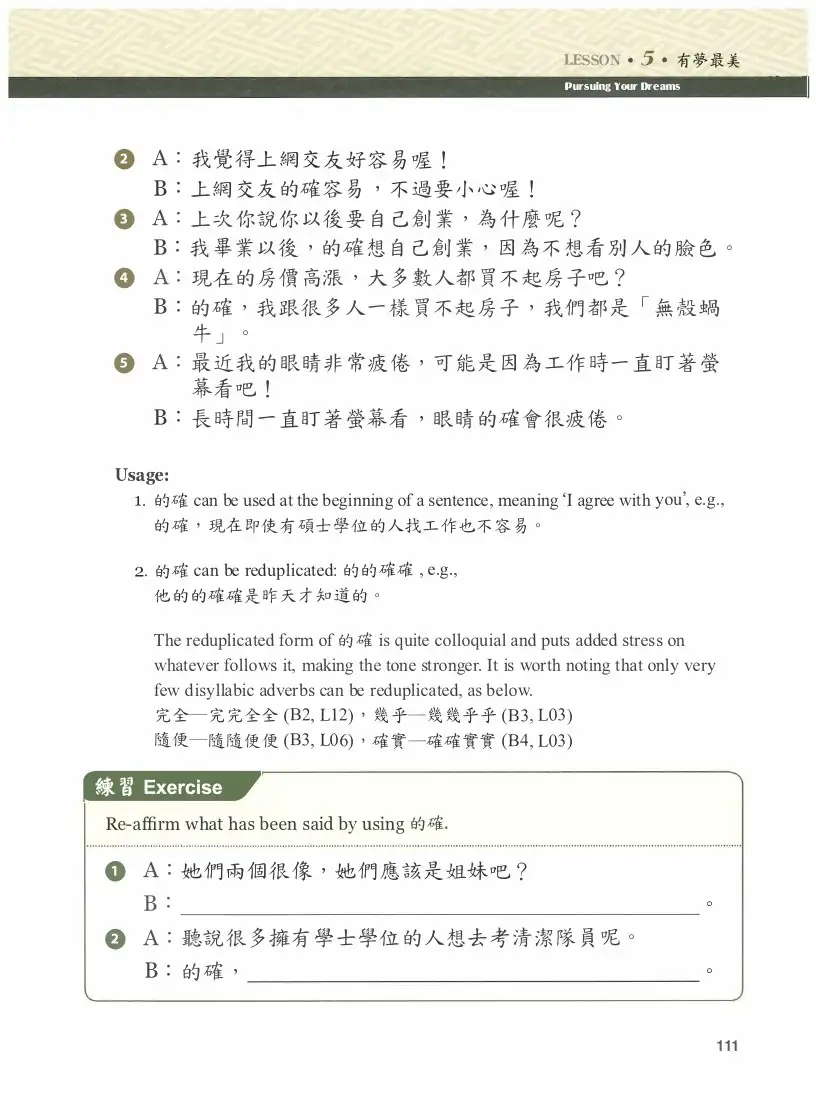 LESSON • 5 • 有夢最美
Pursuing Your Dreams
2 A：我覺得上網交友好容易喔！
B：上網交友的確容易，不過要小心喔！
3 A：上次你說你以後要自己創業，為什麼呢？
B：我畢業以後，的確想自己創業，因為不想看別人的臉色。
4 A：現在的房價高漲，大多數人都買不起房子吧？
B：的確，我跟很多人一樣買不起房子，我們都是「無殼蝸
牛」。
5 A：最近我的眼睛非常疲倦，可能是因為工作時一直盯著螢
幕看吧！
B：長時間一直盯著螢幕看，眼睛的確會很疲倦。
Usage:
1. 的確 can be used at the beginning of a sentence, meaning ‘I agree with you’, e.g.,
的確，現在即使有碩士學位的人找工作也不容易。
2. 的確 can be reduplicated: 的的確確 , e.g.,
他的的確確是昨天才知道的。
The reduplicated form of 的確 is quite colloquial and puts added stress on
whatever follows it, making the tone stronger. It is worth noting that only very
few disyllabic adverbs can be reduplicated, as below.
完全—完完全全 (B2, L12)，幾乎—幾幾乎乎 (B3, L03)
隨便—隨隨便便 (B3, L06)，確實—確確實實 (B4, L03)
練習 Exercise
Re-affirm what has been said by using 的確.
1 A：她們兩個很像，她們應該是姐妹吧？
B：＿＿＿＿＿＿＿＿＿＿＿＿＿＿＿＿。
2 A：聽說很多擁有學士學位的人想去考清潔隊員呢。
B：的確，＿＿＿＿＿＿＿＿＿＿＿＿＿＿。
111